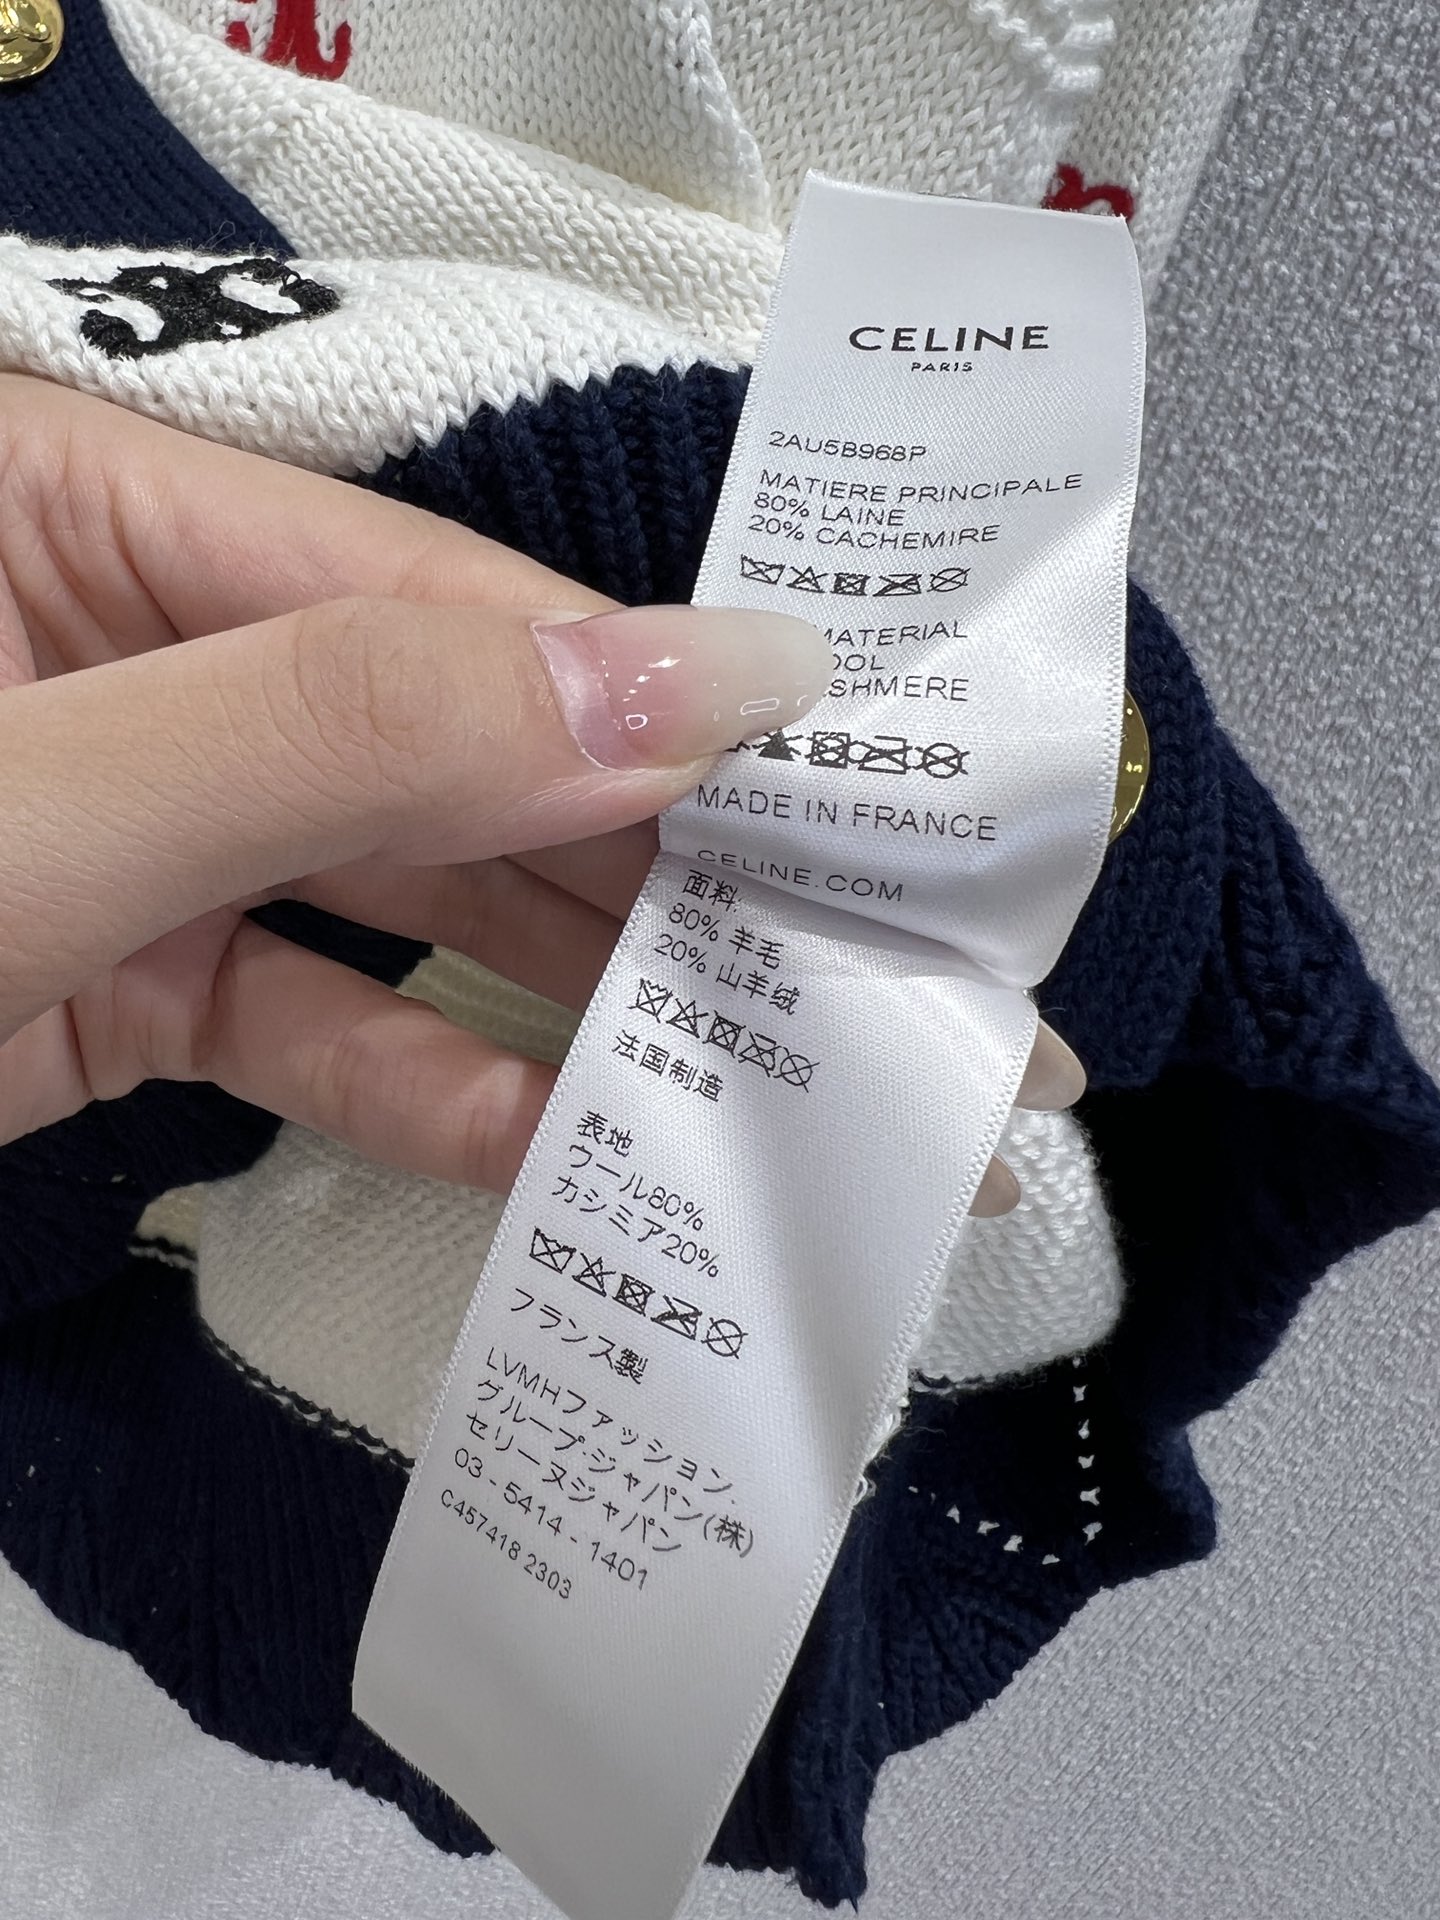 CELINE
PARIS
2AU5B968P
MATIERE PRINCIPALE
80% LAINE
20% CACHEMIRE
MATERIAL
MADE IN FRANCE
CELINE.COM
面料:
80% 羊毛
20% 山羊绒
法国制造
表地
ウール80%
カシミア20%
フランス製
LVMHファッション.
グループ・ジャパン(株)
セリーヌジャパン
03-5414-1401
C457418 2303